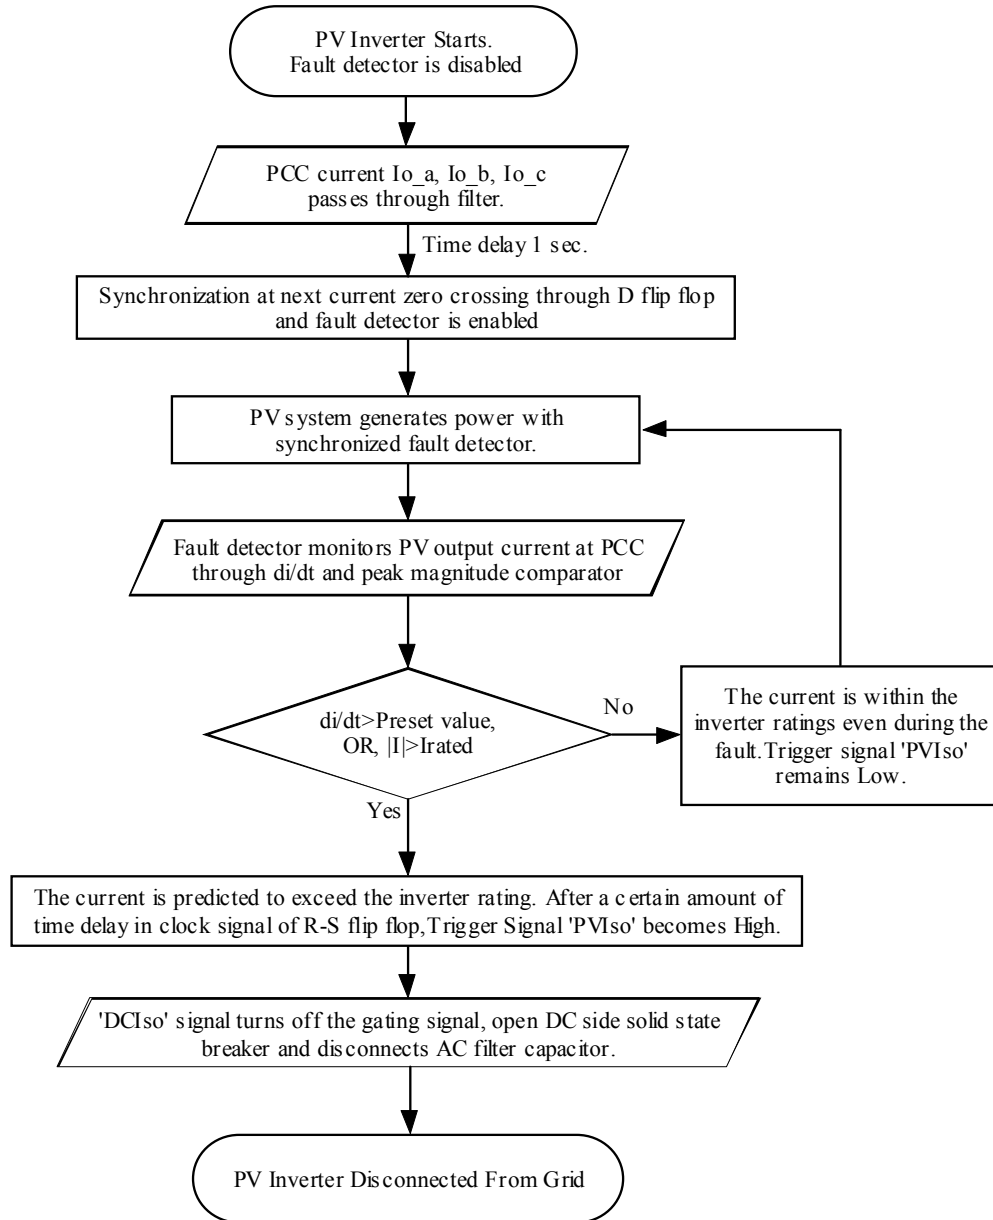 PV Inverter Starts.
Fault detector is disabled
PCC current Io_a, Io_b, Io_c
passes through filter.
Time delay 1 sec.
Synchronization at next current zero crossing through D flip flop
and fault detector is enabled
PV system generates power with
synchronized fault detector.
Fault detector monitors PV output current at PCC
through di/dt and peak magnitude comparator
di/dt>Preset value,
OR, |I|>Irated
No
The current is within the
inverter ratings even during the
fault.Trigger signal 'PVIso'
remains Low.
Yes
The current is predicted to exceed the inverter rating. After a certain amount of
time delay in clock signal of R-S flip flop,Trigger Signal 'PVIso' becomes High.
'DCIso' signal turns off the gating signal, open DC side solid state
breaker and disconnects AC filter capacitor.
PV Inverter Disconnected From Grid